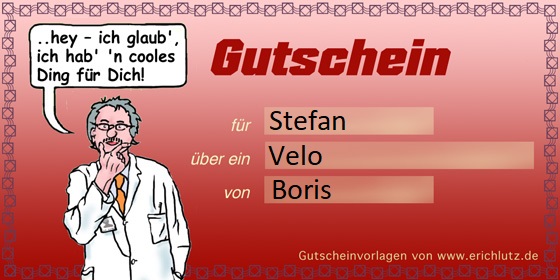 ..hey – ich glaub',
ich hab' 'n cooles
Ding für Dich!
Gutschein
für Stefan
über ein Velo
von Boris
Gutscheinvorlagen von www.erichlutz.de